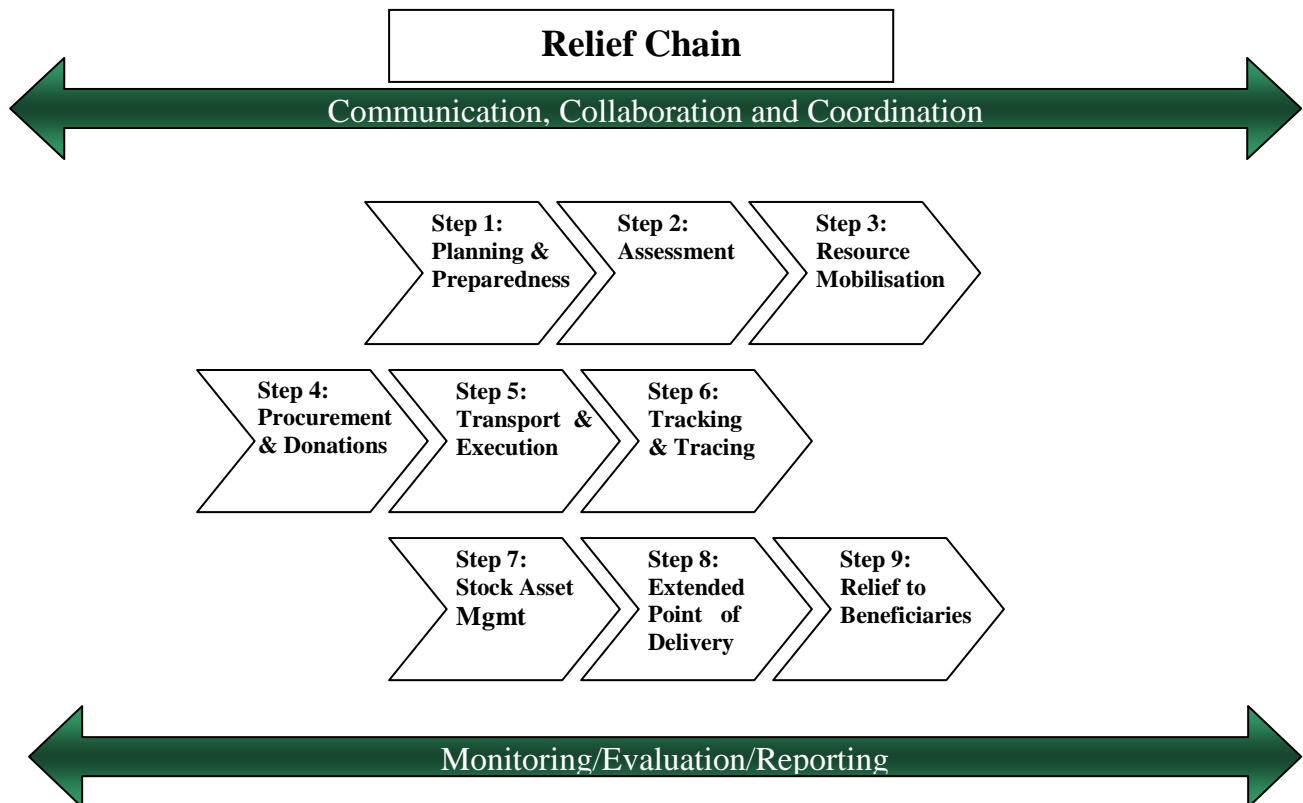 Relief Chain
Communication, Collaboration and Coordination
Step 1:
Planning &
Preparedness
Step 2:
Assessment
Step 3:
Resource
Mobilisation
Step 4:
Procurement
& Donations
Step 5:
Transport &
Execution
Step 6:
Tracking
& Tracing
Step 7:
Stock Asset
Mgmt
Step 8:
Extended
Point of
Delivery
Step 9:
Relief to
Beneficiaries
Monitoring/Evaluation/Reporting